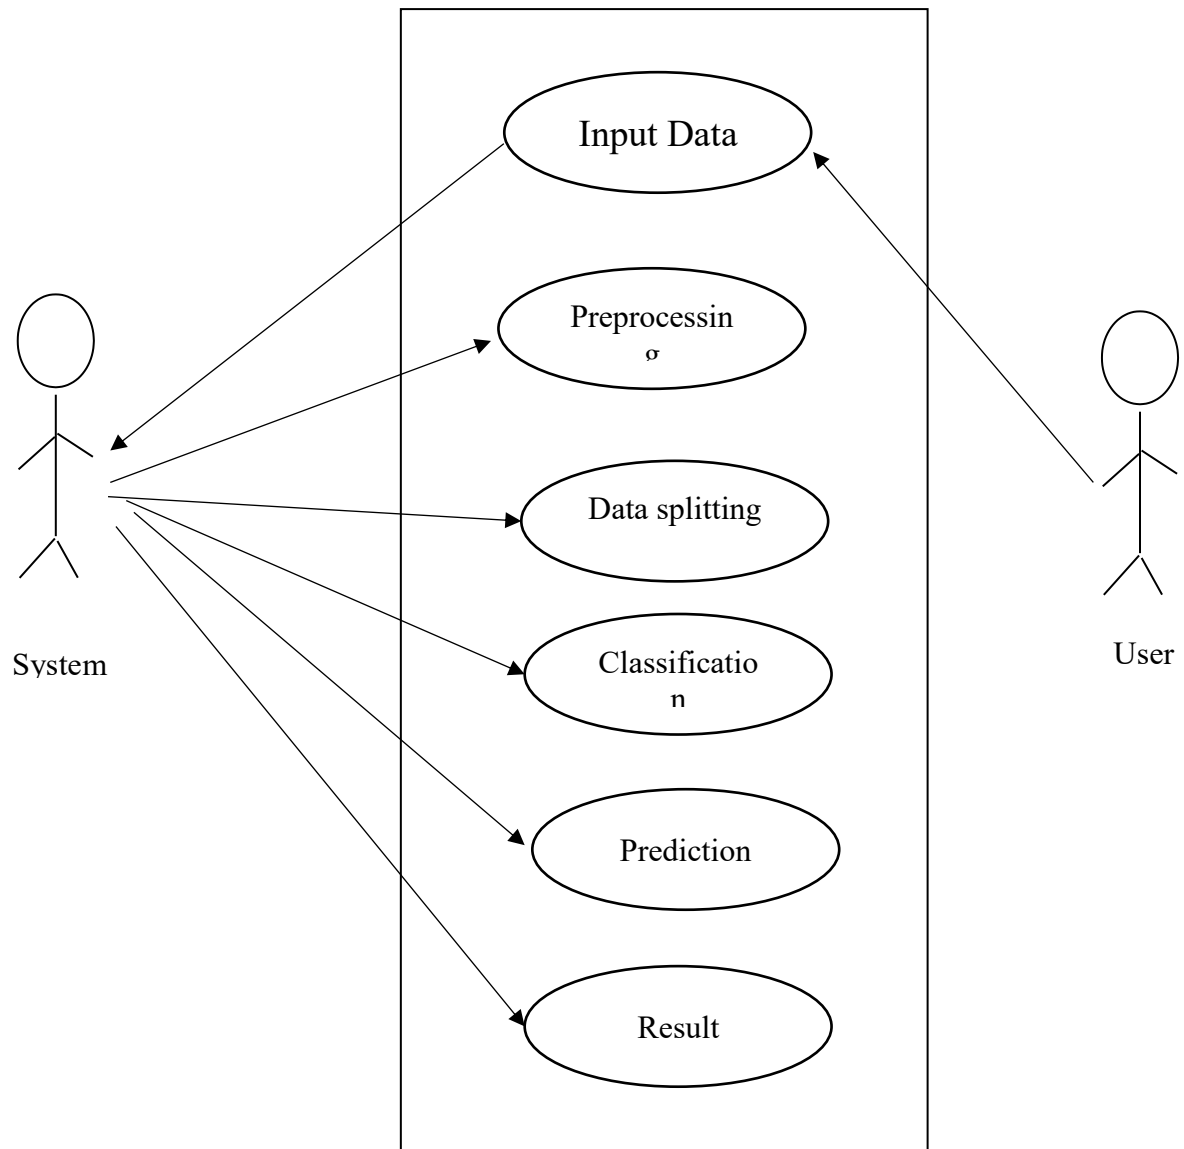 Input Data
Preprocessin
g
Data splitting
Classificatio
n
Prediction
Result
System
User